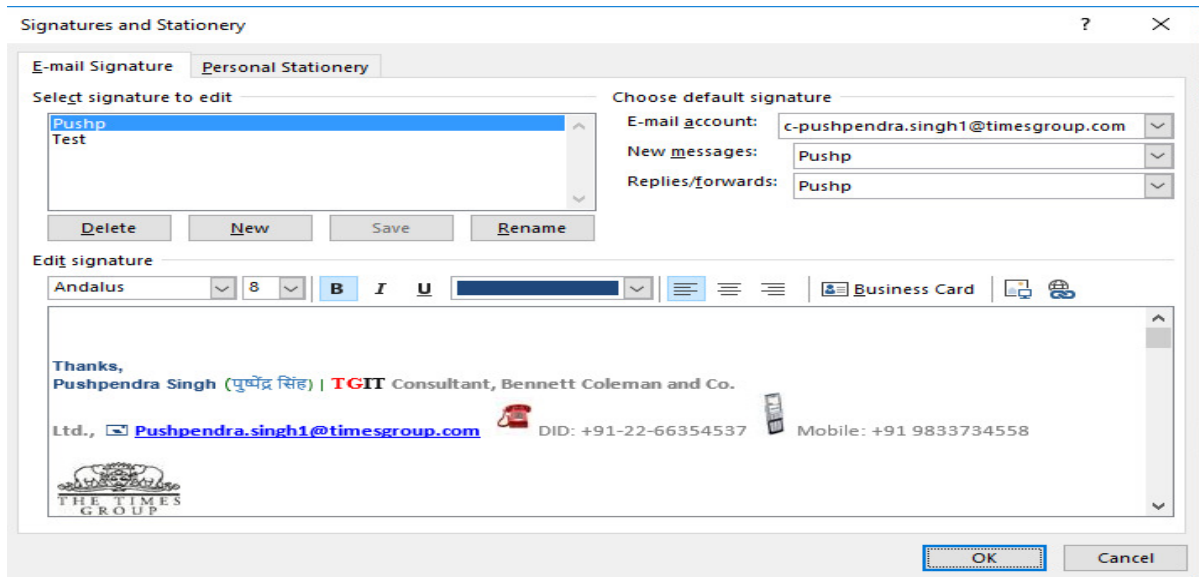 Signatures and Stationery ? ×
E-mail Signature Personal Stationery
Select signature to edit
Pushp
Test
Delete New Save Rename
Choose default signature
E-mail account: c-pushpendra.singh1@timesgroup.com
New messages: Pushp
Replies/forwards: Pushp
Edit signature
Andalus 8 B I U Business Card
Thanks,
Pushpendra Singh (पुष्पेंद्र सिंह) | TGIT Consultant, Bennett Coleman and Co.
Ltd., Pushpendra.singh1@timesgroup.com DID: +91-22-66354537 Mobile: +91 9833734558
THE TIMES
GROUP
OK Cancel